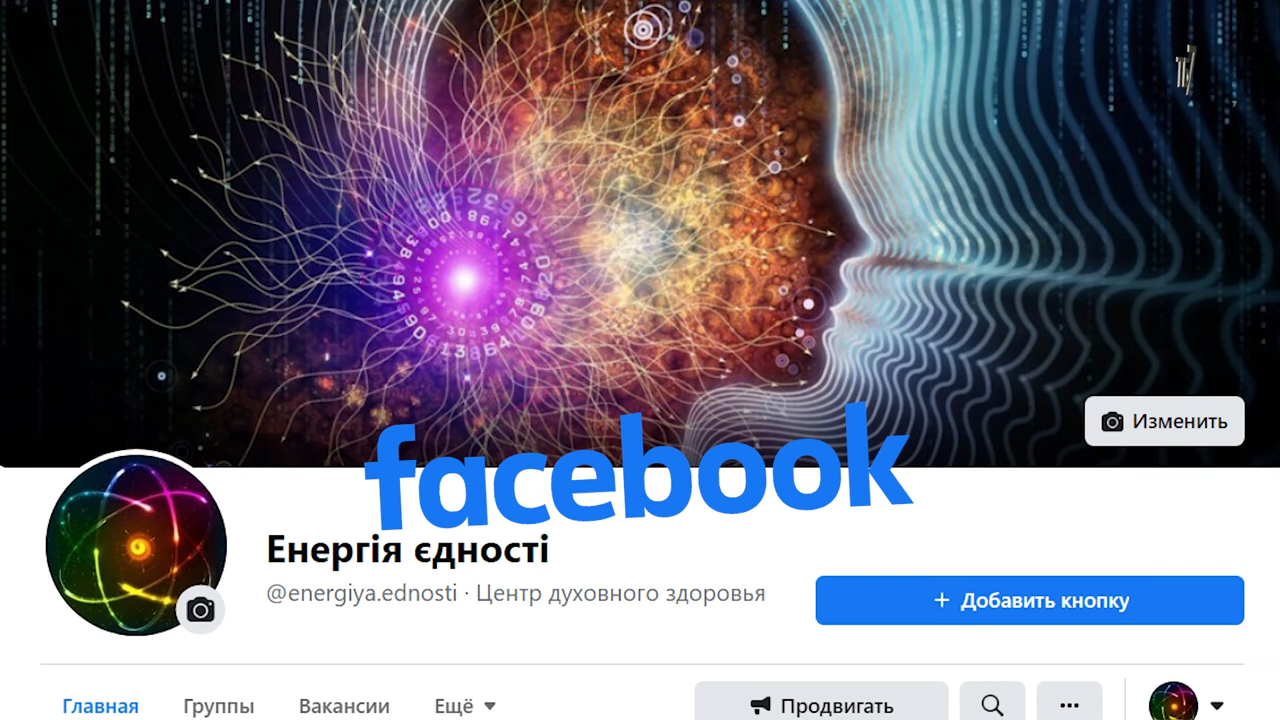 Изменить
facebook
Енергія єдності
@energiya.ednosti · Центр духовного здоровья
+ Добавить кнопку
Главная Группы Вакансии Ещё Продвигать